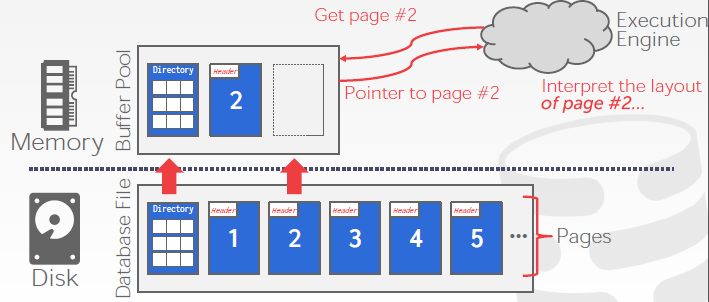 Get page #2
Execution
Engine
Buffer Pool
Directory
Header
2
Pointer to page #2
Interpret the layout
of page #2...
Memory
Database File
Directory
Header
1
Header
2
Header
3
Header
4
Header
5
...
Pages
Disk